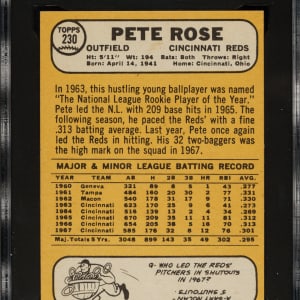 TOPPS
230
PETE ROSE
OUTFIELD CINCINNATI REDS
Ht: 5'11" Wt: 194 Bats: Both Throws: Right
Born: April 14, 1941 Home: Cincinnati, Ohio
In 1963, this hustling young ballplayer was named
"The National League Rookie Player of the Year."
Pete led the N.L. with 209 base hits in 1965. The
following season, he paced the Reds' with a fine
.313 batting average. Last year, Pete once again
led the Reds in hitting. His 32 two-baggers was
the high mark on the squad in 1967.
MAJOR & MINOR LEAGUE BATTING RECORD
YEAR TEAM AB H 2B 3B HR RBI AVG.
1960 Geneva 321 89 8 5 1 43 .277
1961 Tampa 484 160 20 30 2 77 .331
1962 Macon 540 178 31 17 9 71 .330
1963 Cincinnati 623 170 25 9 6 41 .273
1964 Cincinnati 516 139 13 2 4 34 .269
1965 Cincinnati 670 209 35 11 11 81 .312
1966 Cincinnati 654 205 38 5 16 70 .313
1967 Cincinnati 585 176 32 8 12 76 .301
Maj. Totals 5 Yrs. 3048 899 143 35 49 302 .295
Q- WHO LED THE REDS'
PITCHERS IN SHUTOUTS
IN 1967?